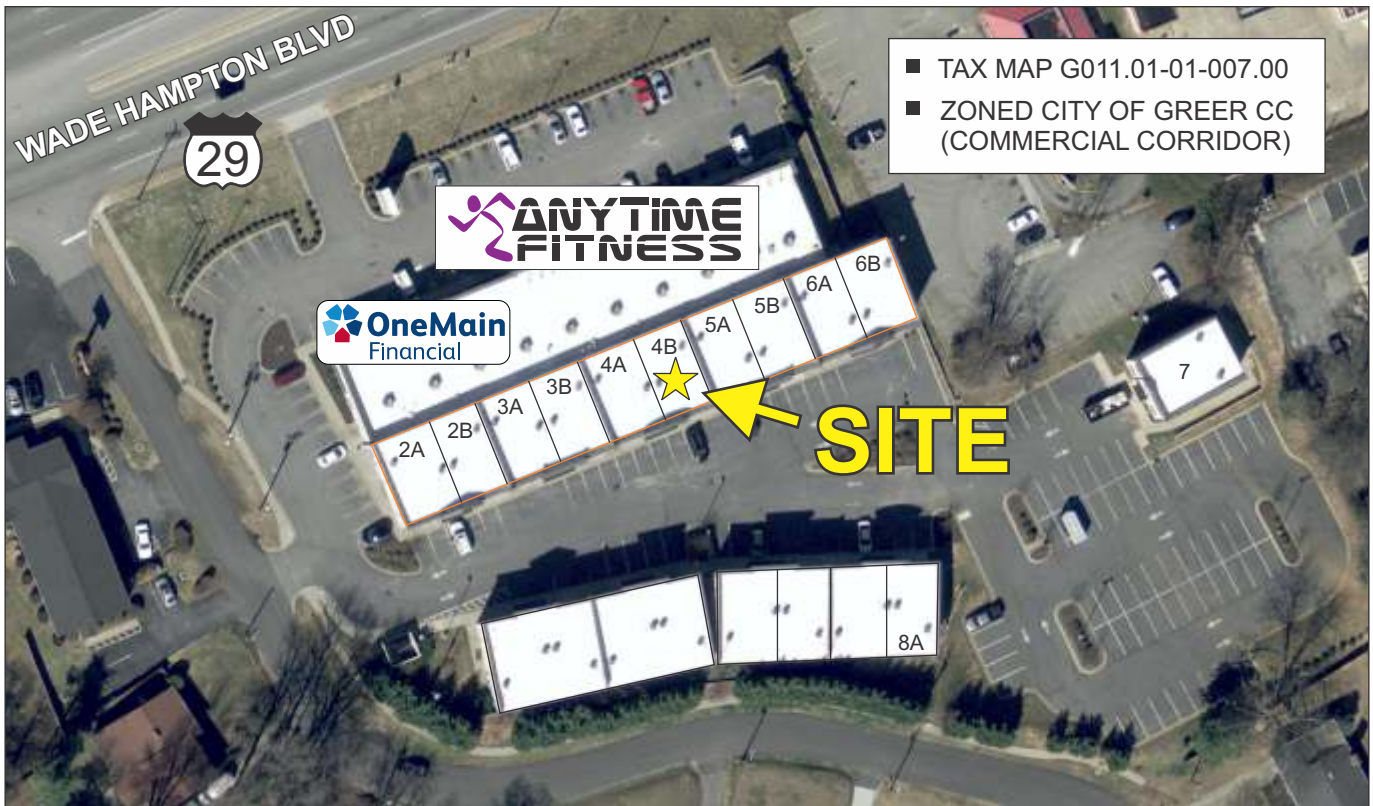 WADE HAMPTON BLVD
29
■ TAX MAP G011.01-01-007.00
■ ZONED CITY OF GREER CC
(COMMERCIAL CORRIDOR)
ANYTIME
FITNESS
OneMain
Financial
2A
2B
3A
3B
4A
4B
5A
5B
6A
6B
7
SITE
8A